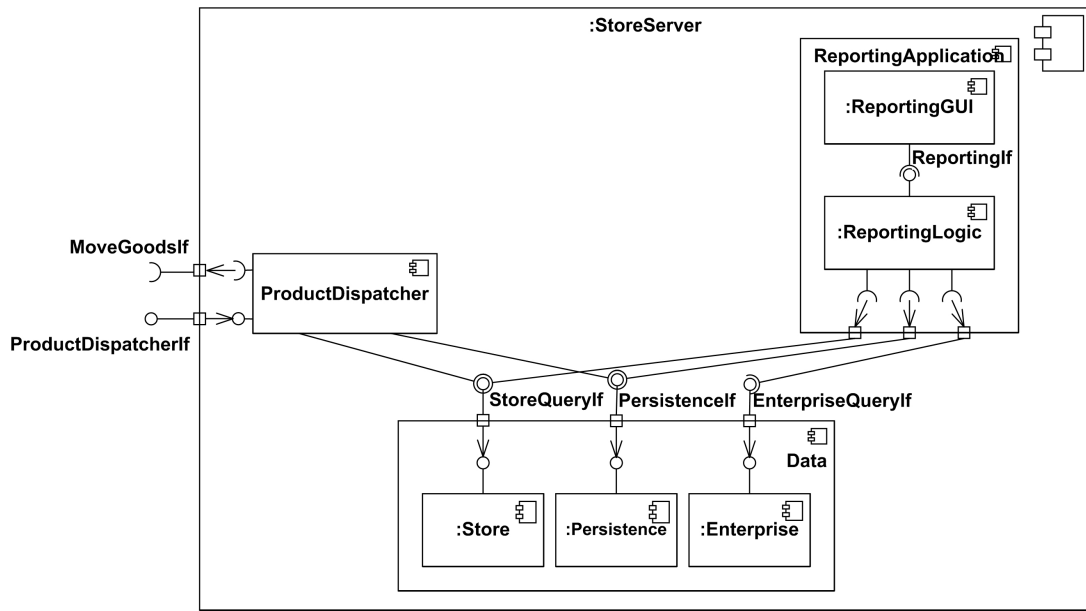 :StoreServer
ReportingApplication
:ReportingGUI
ReportingIf
:ReportingLogic
MoveGoodsIf
ProductDispatcher
ProductDispatcherIf
StoreQueryIf
PersistenceIf
EnterpriseQueryIf
Data
:Store
:Persistence
:Enterprise